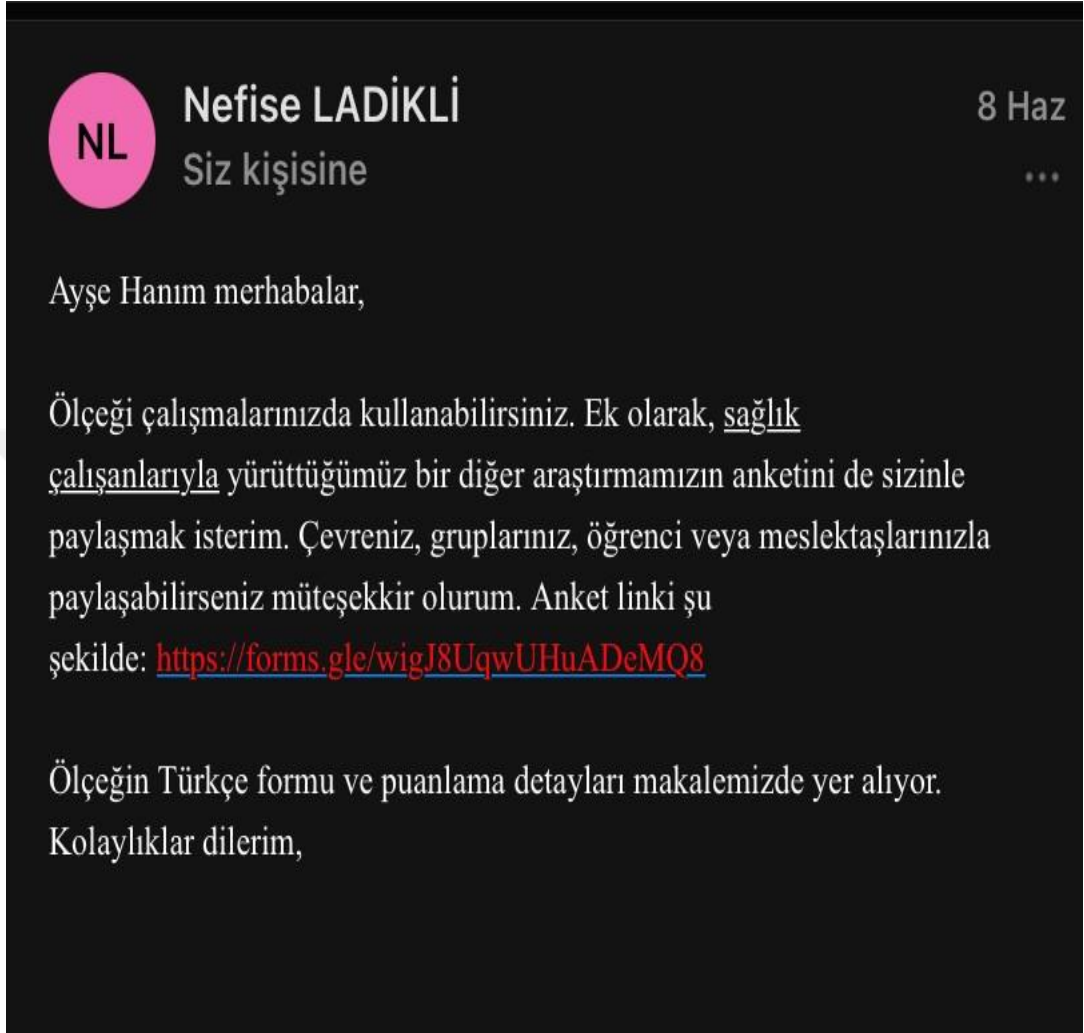 NL
Nefise LADİKLİ
8 Haz
Siz kişisine
...
Ayşe Hanım merhabalar,
Ölçeği çalışmalarınızda kullanabilirsiniz. Ek olarak, sağlık
çalışanlarıyla yürüttüğümüz bir diğer araştırmamızın anketini de sizinle
paylaşmak isterim. Çevreniz, gruplarınız, öğrenci veya meslektaşlarınızla
paylaşabilirseniz müteşekkir olurum. Anket linki şu
şekilde: https://forms.gle/wigJ8UqwUHuADeMQ8
Ölçeğin Türkçe formu ve puanlama detayları makalemizde yer alıyor.
Kolaylıklar dilerim,